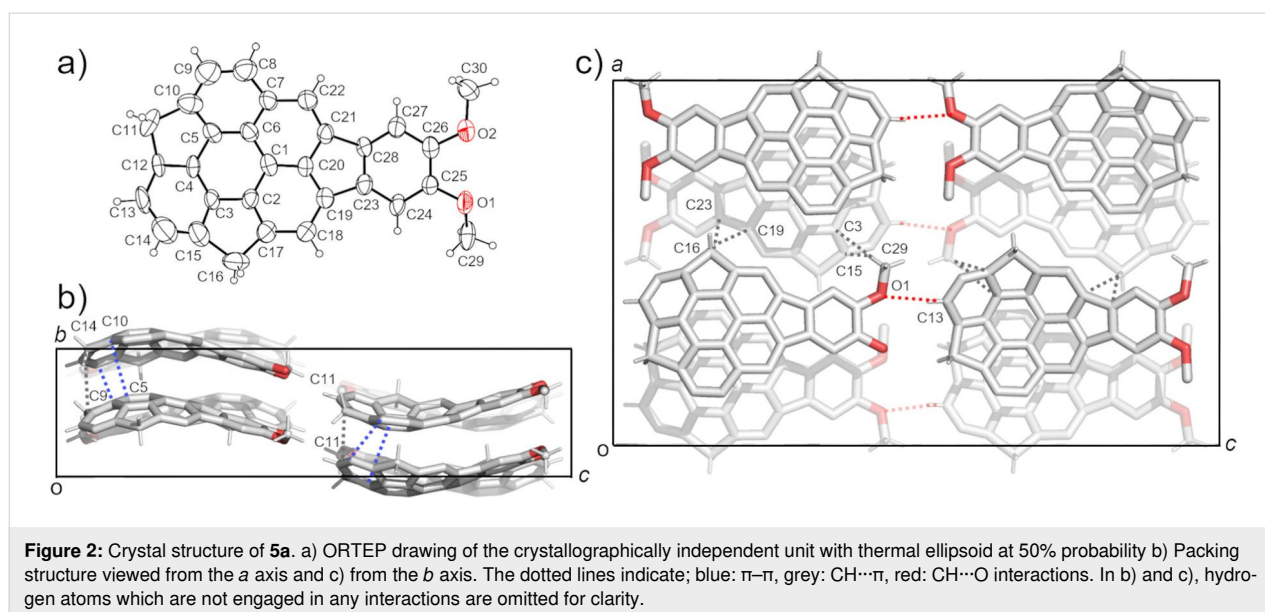 a)
C9
C8
C30
C10
C7
C22
C27
C11
C5
C6
C21
C26
O2
C12
C1
C20
C28
C25
C4
C13
C3
C2
C19
C23
C24
O1
C14
C15
C17
C18
C16
C29
b)
b
C14
C10
C9
C5
C11
C11
O
c
c)
a
C23
C19
C3
C16
C15
C29
O1
C13
O
c
Figure 2: Crystal structure of 5a. a) ORTEP drawing of the crystallographically independent unit with thermal ellipsoid at 50% probability b) Packing
structure viewed from the a axis and c) from the b axis. The dotted lines indicate; blue: π–π, grey: CH···π, red: CH···O interactions. In b) and c), hydro-
gen atoms which are not engaged in any interactions are omitted for clarity.